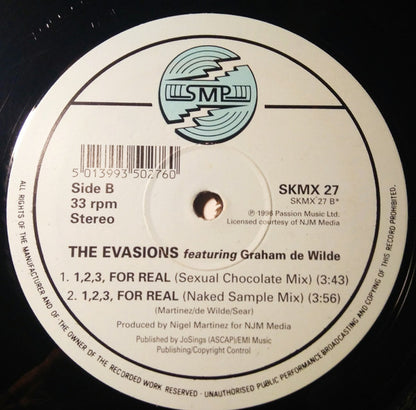 SMP
5 013993 502760
Side B
33 rpm
Stereo
SKMX 27
SKMX 27 B*
℗ 1996 Passion Music Ltd.
Licensed courtesy of NJM Media
THE EVASIONS featuring Graham de Wilde
1. 1,2,3, FOR REAL (Sexual Chocolate Mix) (3:43)
2. 1,2,3, FOR REAL (Naked Sample Mix) (3:56)
(Martinez/de Wilde/Sear)
Produced by Nigel Martinez for NJM Media
Published by JoSings (ASCAP)/EMI Music
Publishing/Copyright Control
ALL RIGHTS OF THE MANUFACTURER AND OF THE OWNER OF THE RECORDED WORK RESERVED · UNAUTHORISED PUBLIC PERFORMANCE BROADCASTING AND COPYING OF THIS RECORD PROHIBITED.